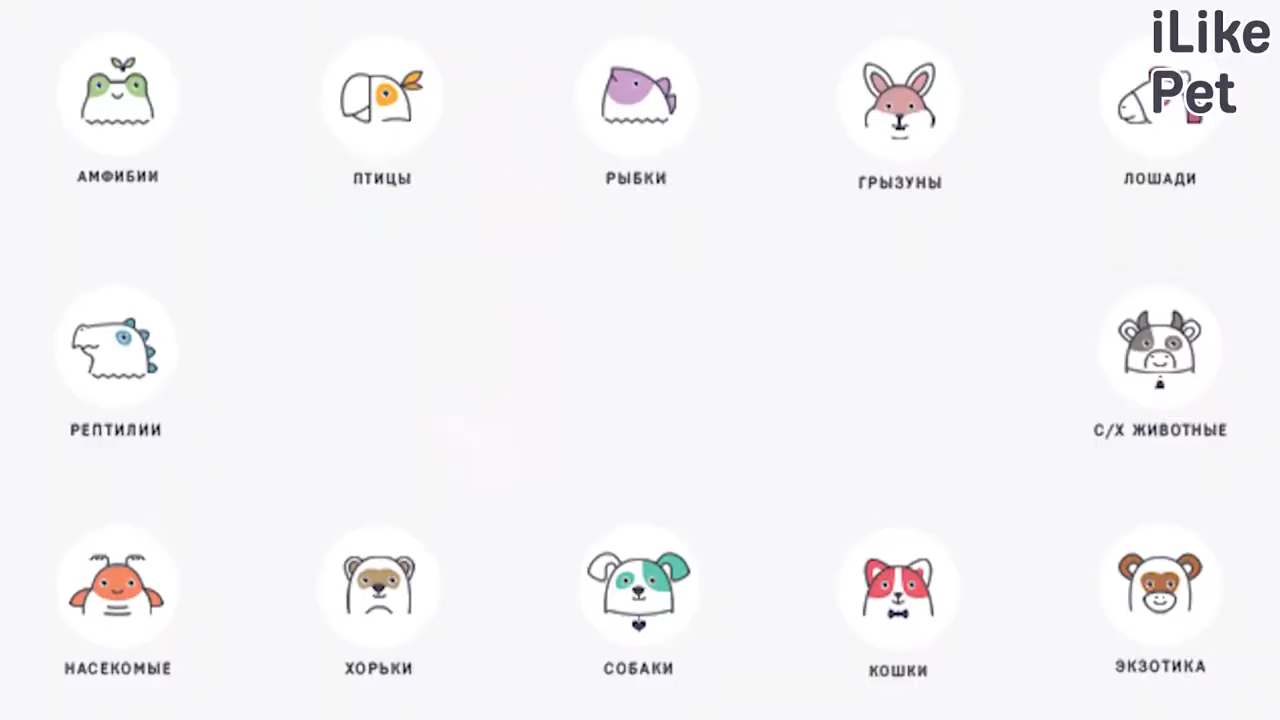 iLike
Pet
АМФИБИИ
ПТИЦЫ
РЫБКИ
ГРЫЗУНЫ
ЛОШАДИ
РЕПТИЛИИ
С/Х ЖИВОТНЫЕ
НАСЕКОМЫЕ
ХОРЬКИ
СОБАКИ
КОШКИ
ЭКЗОТИКА